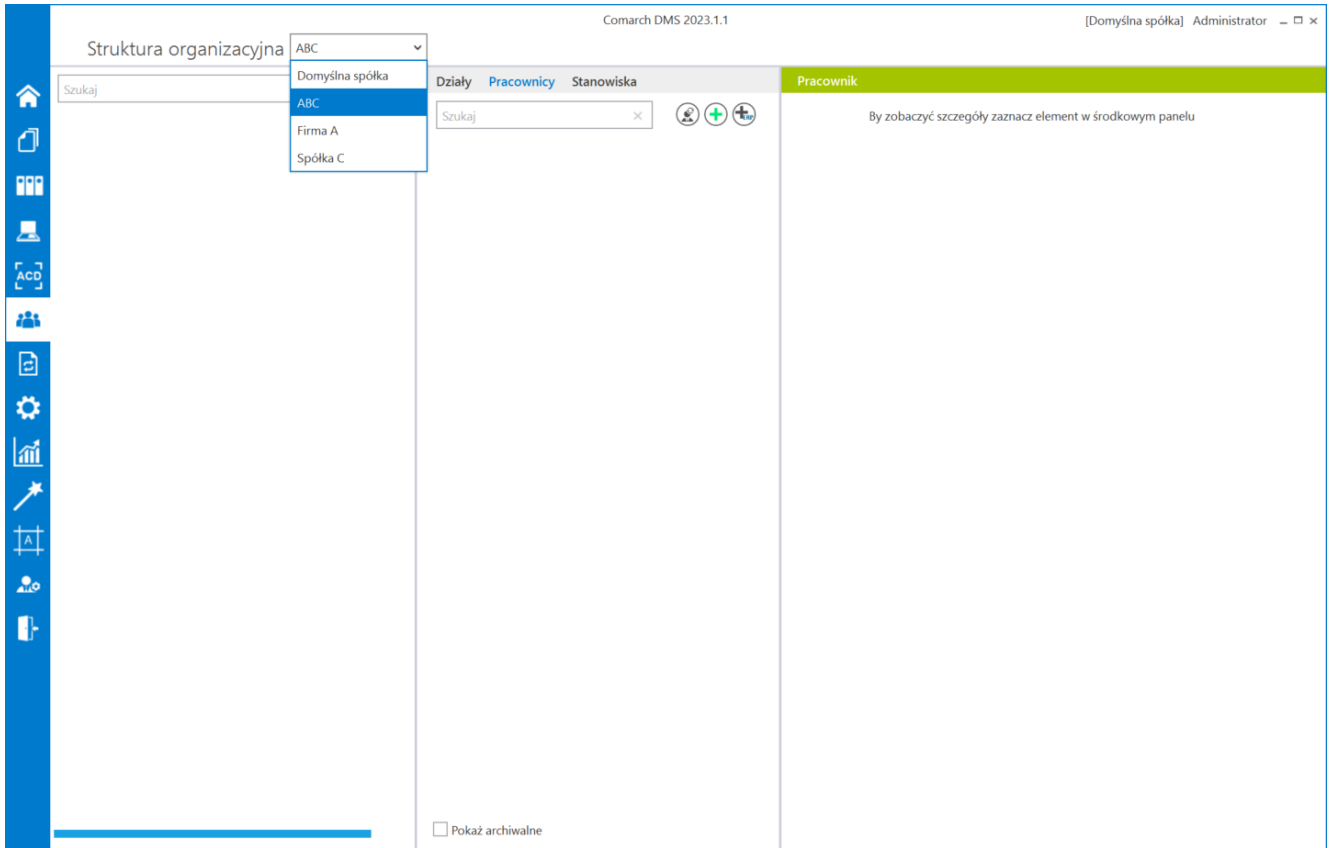 Comarch DMS 2023.1.1
[Domyślna spółka] Administrator
Struktura organizacyjna ABC
Domyślna spółka
ABC
Firma A
Spółka C
Szukaj
Działy Pracownicy Stanowiska
Szukaj
ERP
Pokaż archiwalne
Pracownik
By zobaczyć szczegóły zaznacz element w środkowym panelu
ACD
A